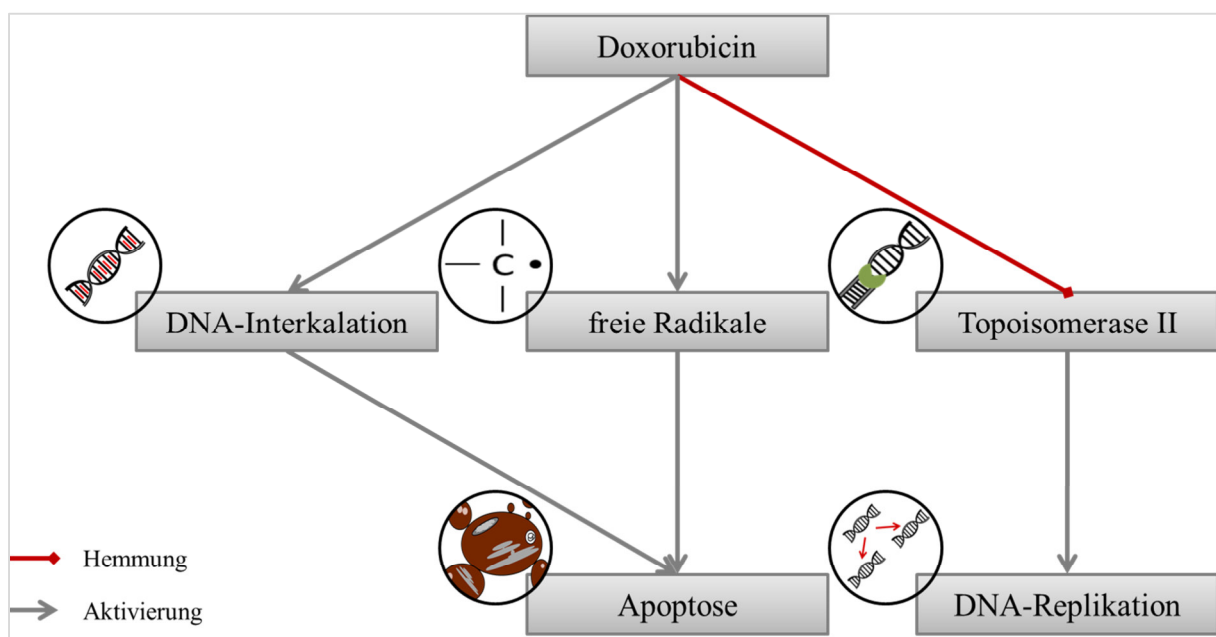 Doxorubicin
C
DNA-Interkalation
freie Radikale
Topoisomerase II
Hemmung
Aktivierung
Apoptose
DNA-Replikation